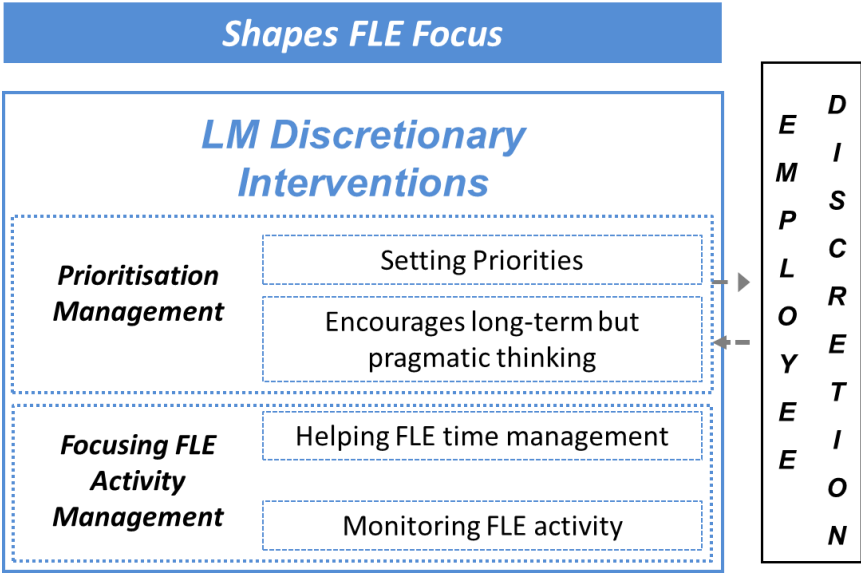 Shapes FLE Focus
LM Discretionary
Interventions
Prioritisation
Management
Setting Priorities
Encourages long-term but
pragmatic thinking
Focusing FLE
Activity
Management
Helping FLE time management
Monitoring FLE activity
EMPLOYEE
DISCRETION